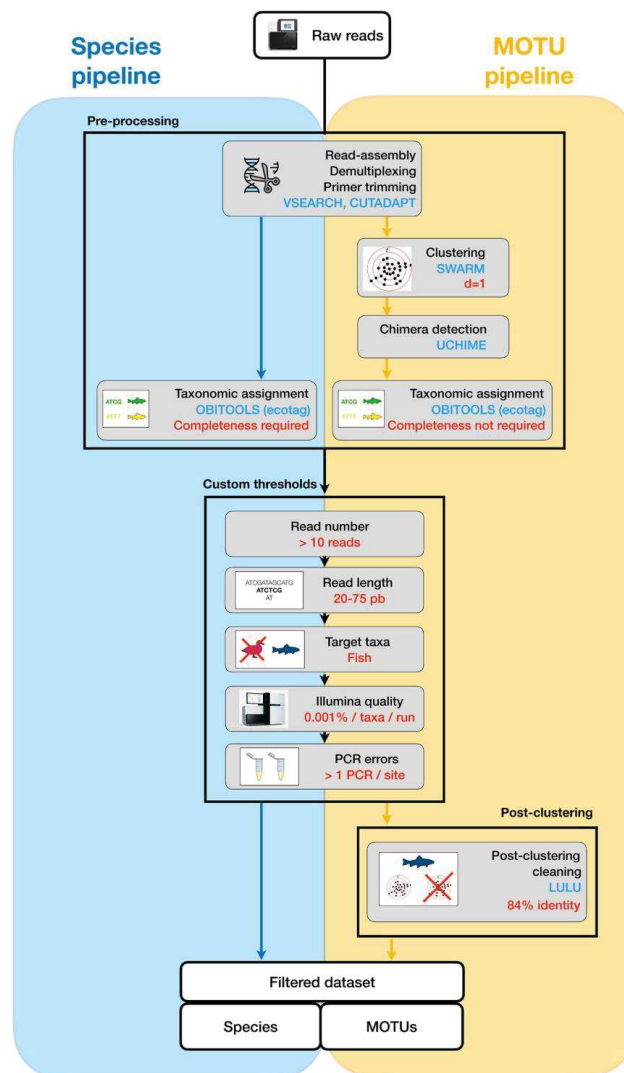 Raw reads
Species
pipeline
MOTU
pipeline
Pre-processing
Read-assembly
Demultiplexing
Primer trimming
VSEARCH, CUTADAPT
Clustering
SWARM
d=1
Chimera detection
UCHIME
ATCG
ATTT
Taxonomic assignment
OBITOOLS (ecotag)
Completeness required
ATCG
ATTT
Taxonomic assignment
OBITOOLS (ecotag)
Completeness not required
Custom thresholds
Read number
> 10 reads
ATCGATAGCATG
ATCTCG
AT
Read length
20-75 pb
Target taxa
Fish
Illumina quality
0.001% / taxa / run
PCR errors
> 1 PCR / site
Post-clustering
Post-clustering
cleaning
LULU
84% identity
Filtered dataset
Species
MOTUs